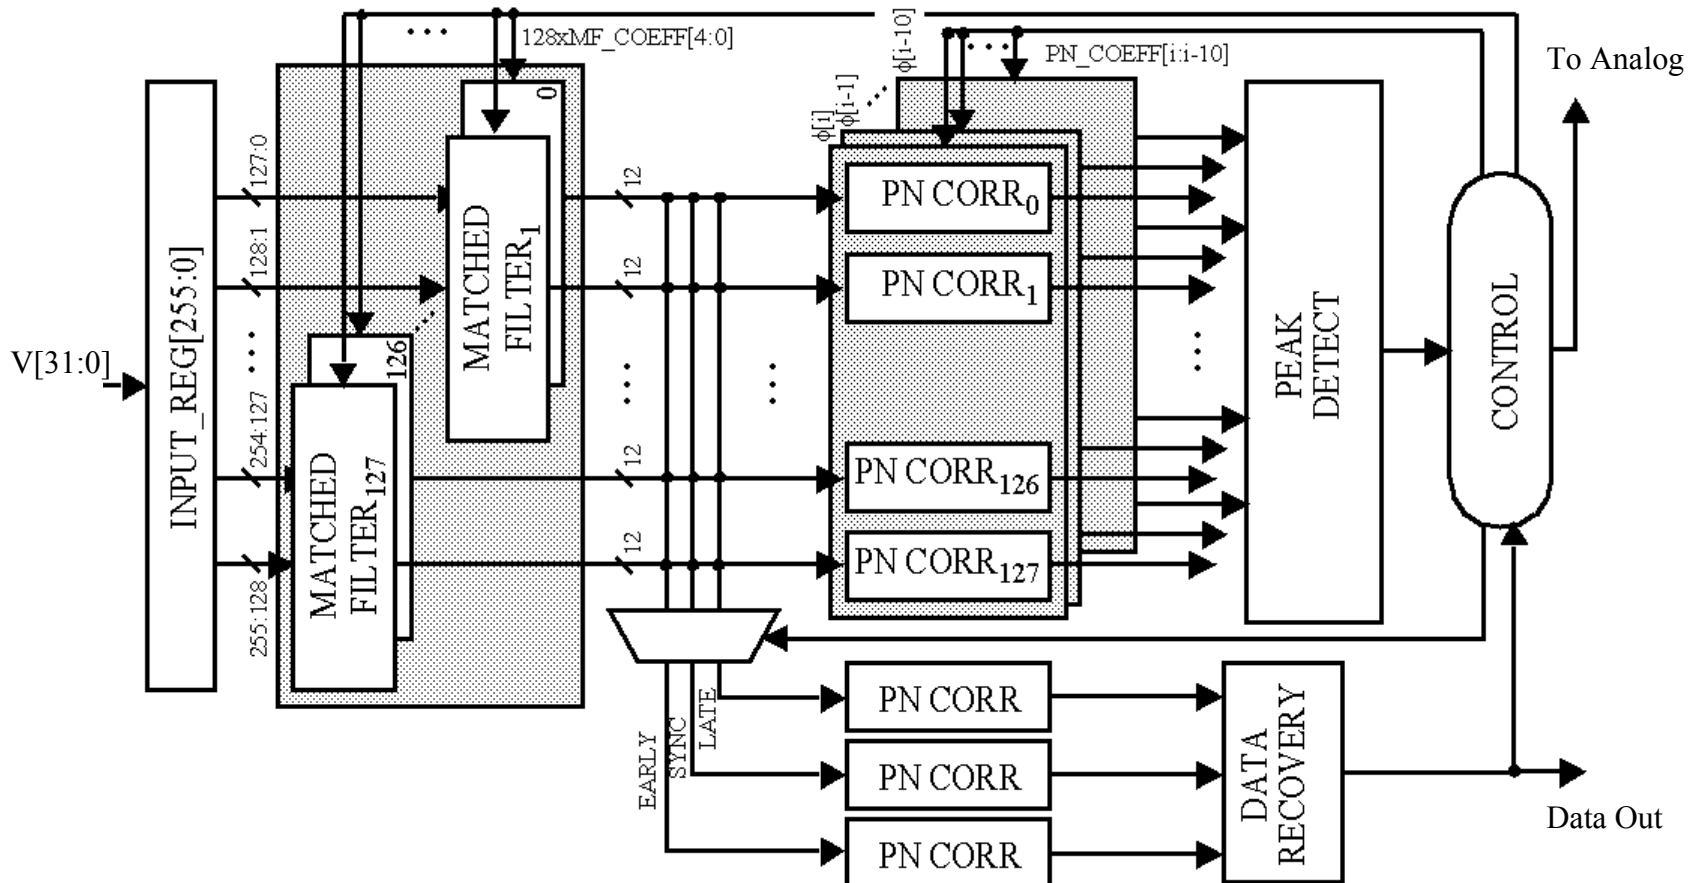 128xMF_COEFF[4:0]
PN_COEFF[i:i-10]
To Analog
ϕ[i]
ϕ[i-1]
ϕ[i-10]
V[31:0]
INPUT_REG[255:0]
127:0
128:1
254:127
255:128
0
MATCHED
FILTER1
126
MATCHED
FILTER127
12
12
12
12
PN CORR0
PN CORR1
PN CORR126
PN CORR127
PEAK
DETECT
CONTROL
EARLY
SYNC
LATE
PN CORR
PN CORR
PN CORR
DATA
RECOVERY
Data Out